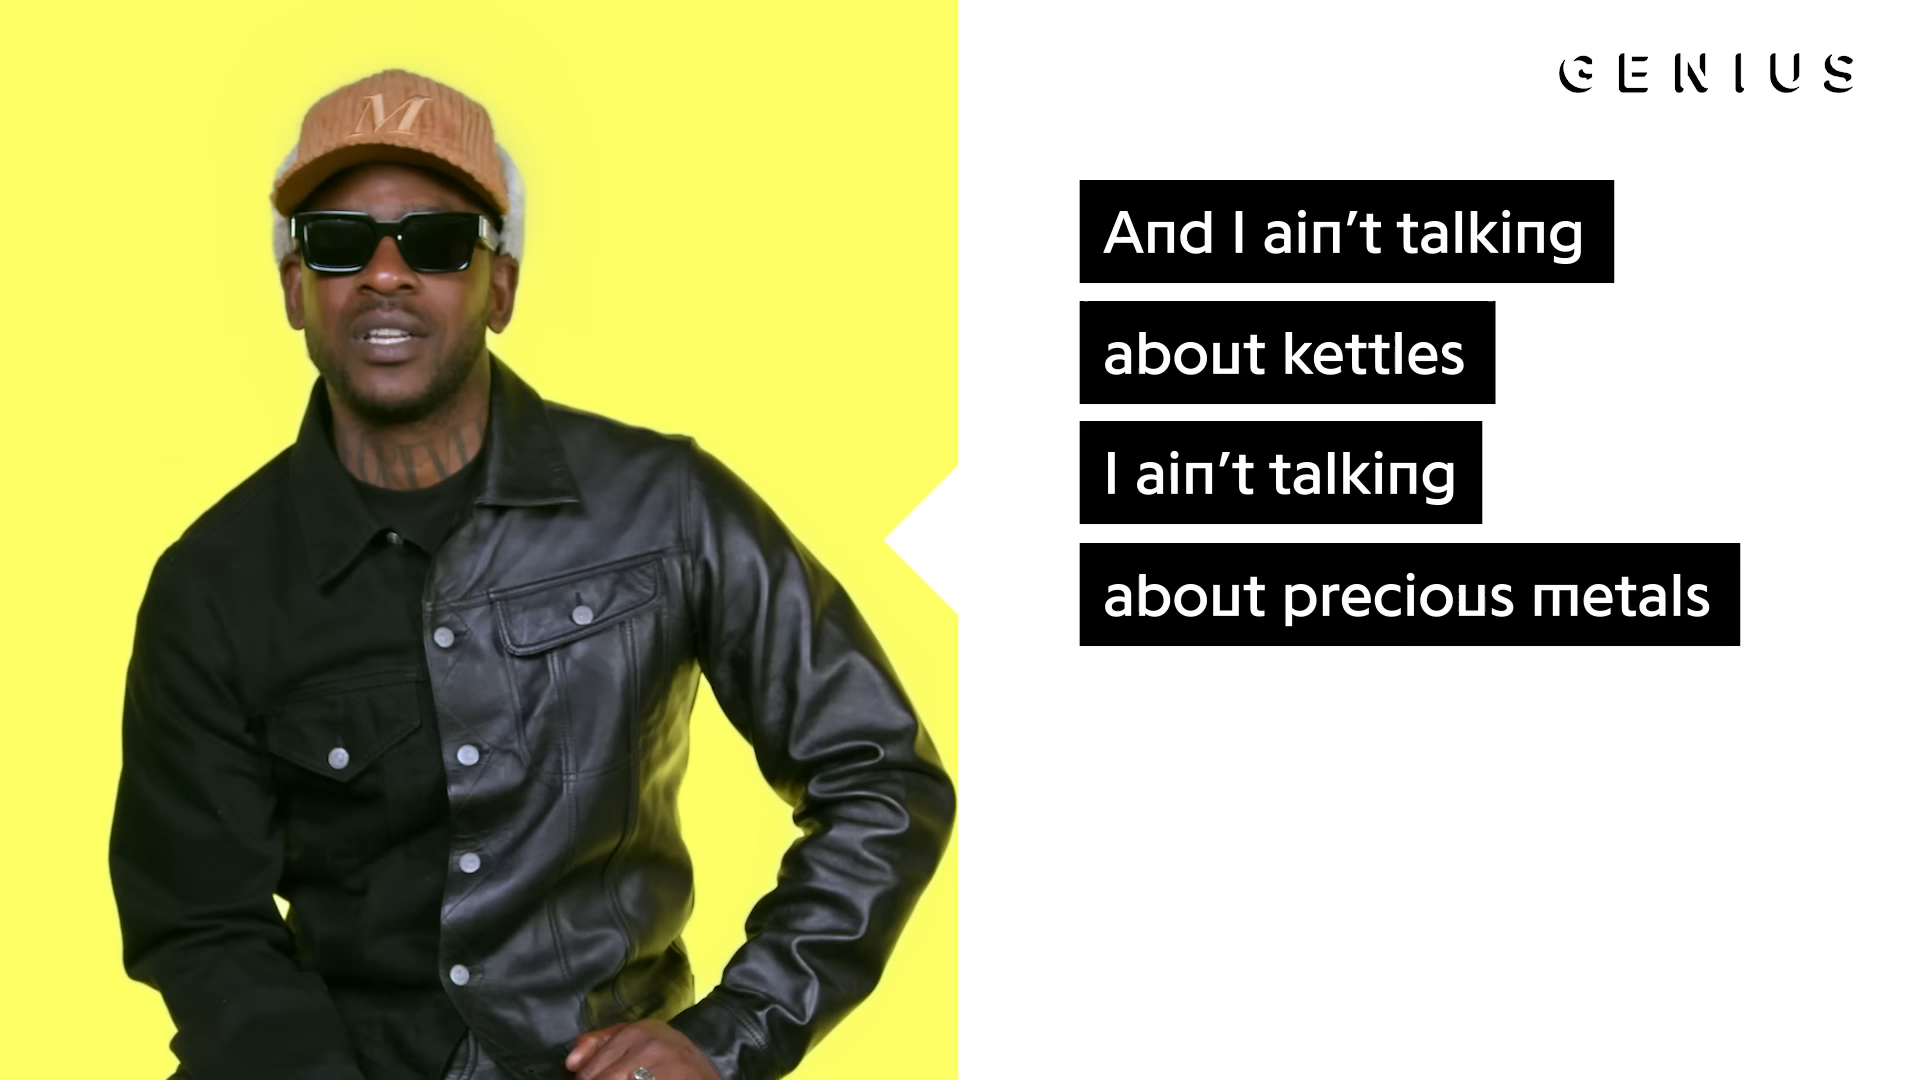 M
GENIUS
And I ain't talking
about kettles
I ain't talking
about precious metals